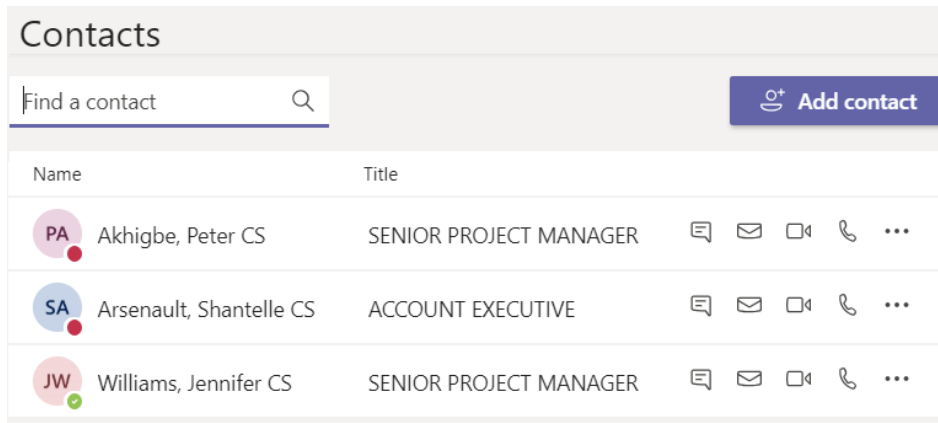 Contacts
Find a contact Add contact
Name Title
PA Akhigbe, Peter CS SENIOR PROJECT MANAGER
SA Arsenault, Shantelle CS ACCOUNT EXECUTIVE
JW Williams, Jennifer CS SENIOR PROJECT MANAGER